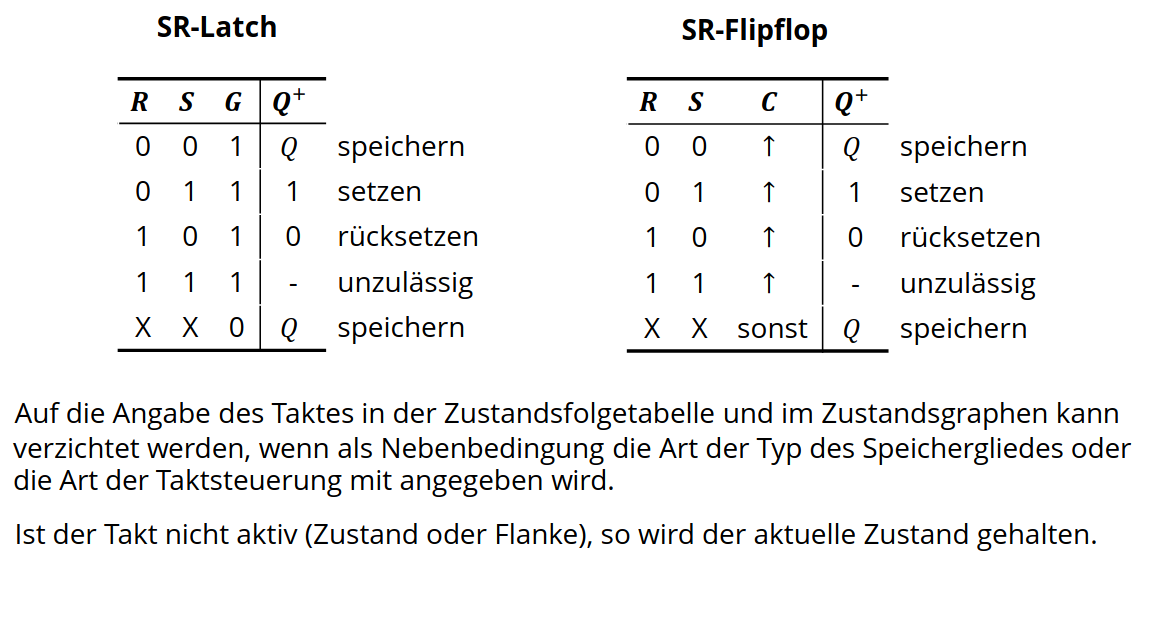 SR-Latch
R S G Q⁺
0 0 1 Q speichern
0 1 1 1 setzen
1 0 1 0 rücksetzen
1 1 1 - unzulässig
X X 0 Q speichern
SR-Flipflop
R S C Q⁺
0 0 ↑ Q speichern
0 1 ↑ 1 setzen
1 0 ↑ 0 rücksetzen
1 1 ↑ - unzulässig
X X sonst Q speichern
Auf die Angabe des Taktes in der Zustandsfolgetabelle und im Zustandsgraphen kann
verzichtet werden, wenn als Nebenbedingung die Art der Typ des Speichergliedes oder
die Art der Taktsteuerung mit angegeben wird.
Ist der Takt nicht aktiv (Zustand oder Flanke), so wird der aktuelle Zustand gehalten.